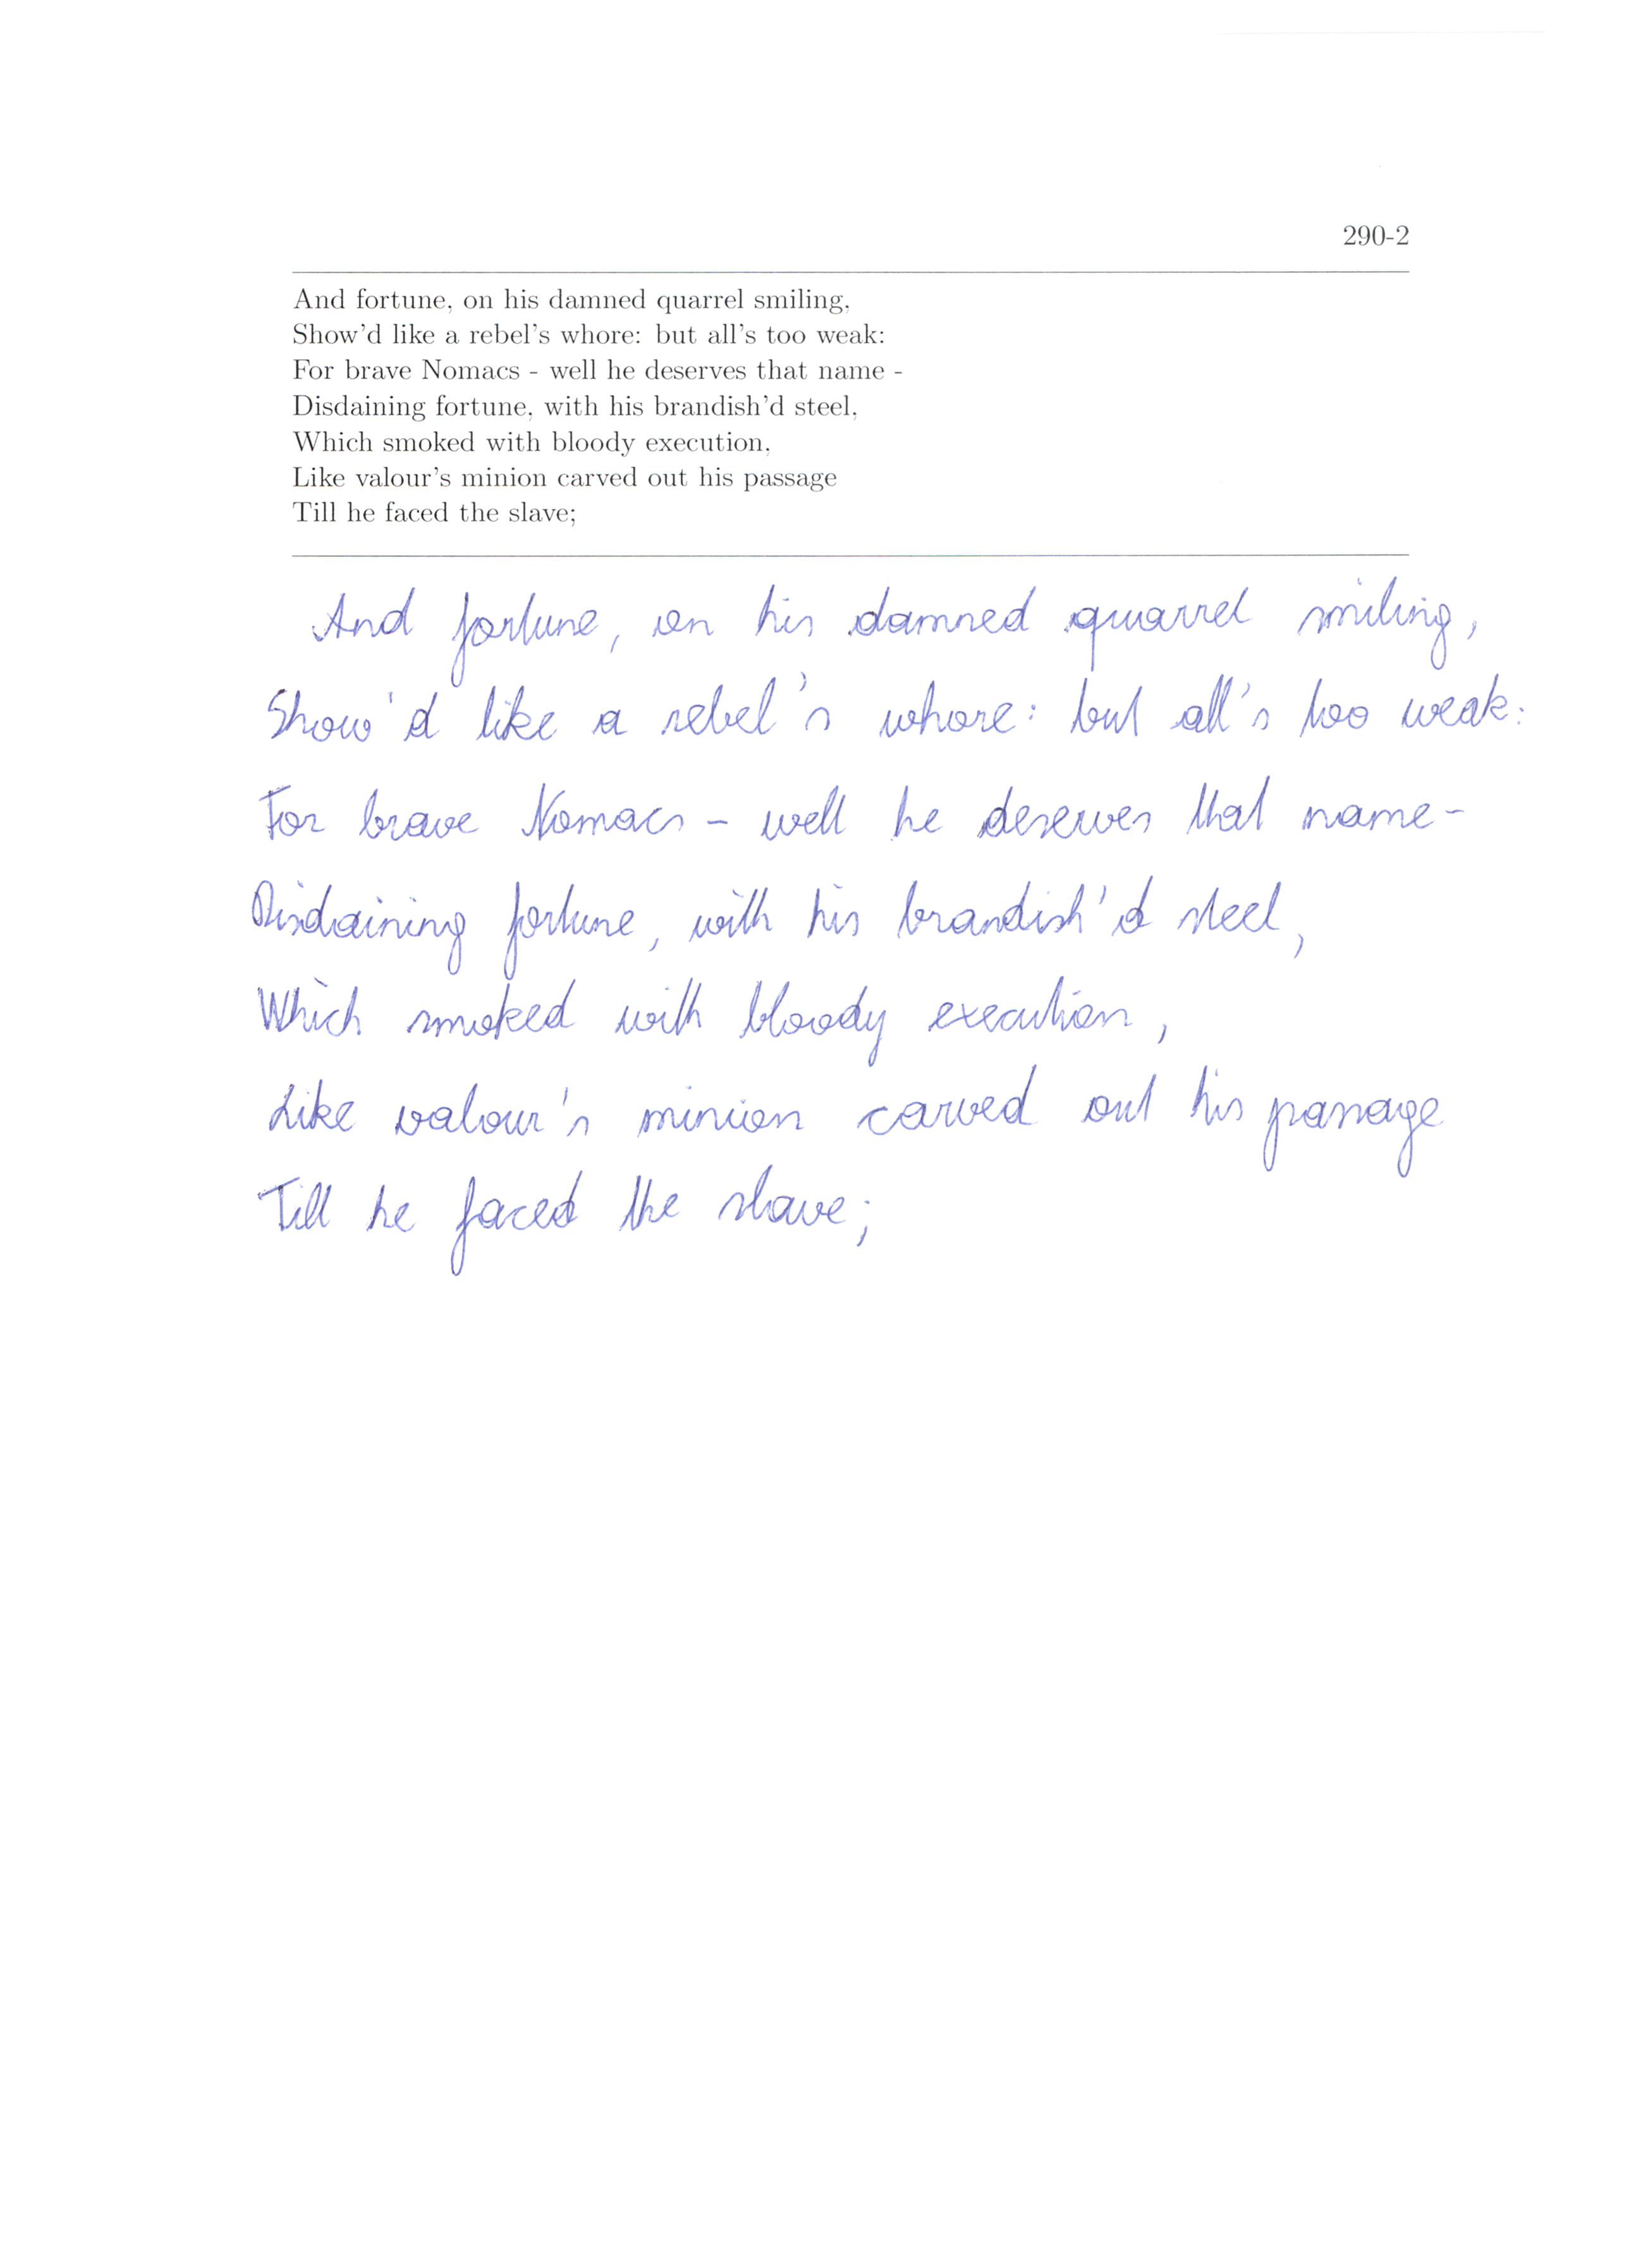 290-2
And fortune, on his damned quarrel smiling,
Show'd like a rebel's whore: but all's too weak:
For brave Nomacs - well he deserves that name -
Disdaining fortune, with his brandish'd steel,
Which smoked with bloody execution,
Like valour's minion carved out his passage
Till he faced the slave;
And fortune, on his damned quarrel smiling,
Show'd like a rebel's whore: but all's too weak:
For brave Nomacs - well he deserves that name -
Disdaining fortune, with his brandish'd steel,
Which smoked with bloody execution,
Like valour's minion carved out his passage
Till he faced the slave;